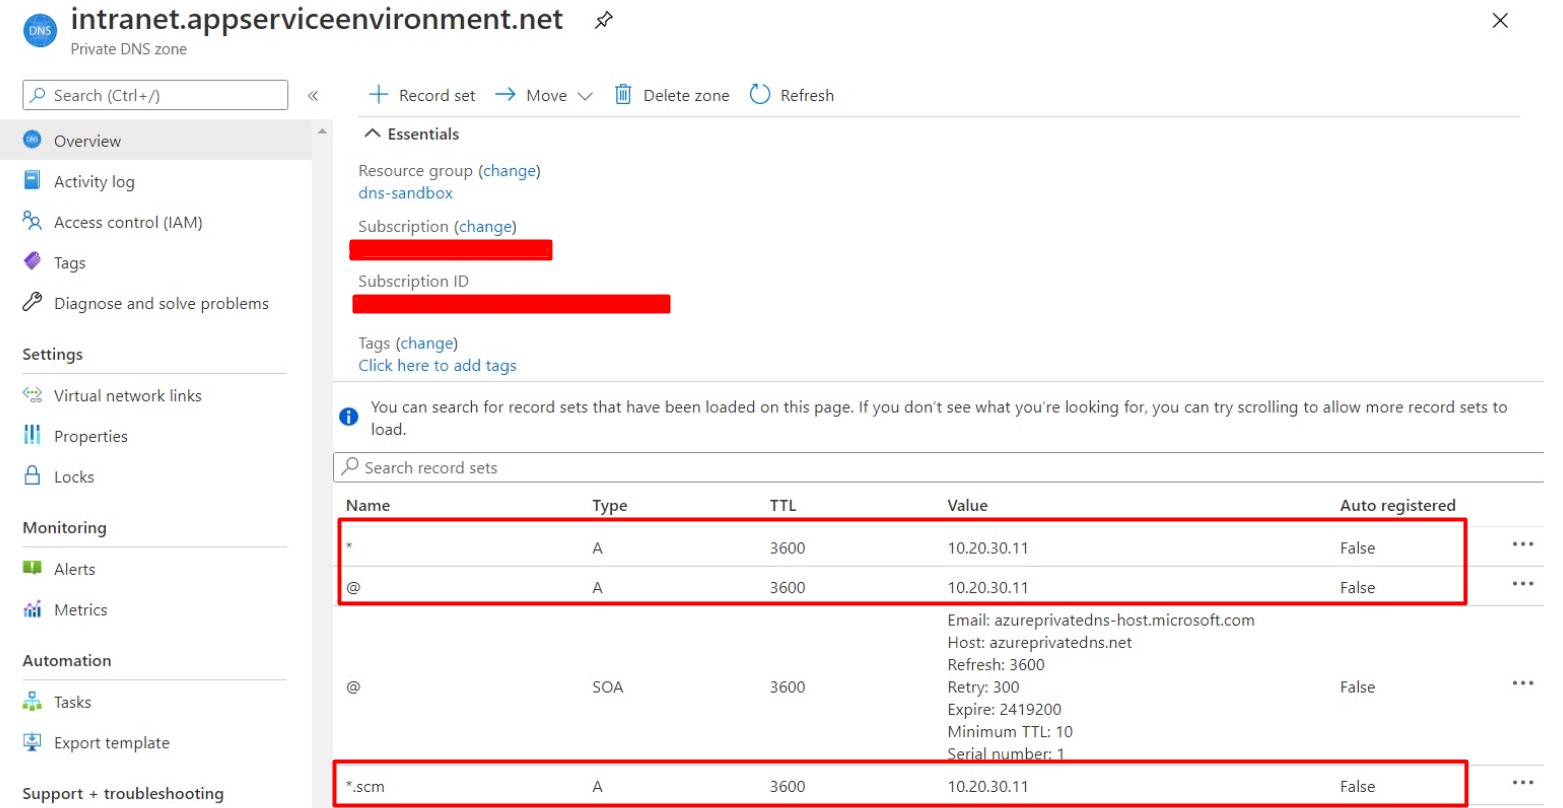 DNS
intranet.appserviceenvironment.net
Private DNS zone
Search (Ctrl+/)
«
Record set
Move
Delete zone
Refresh
Overview
Activity log
Access control (IAM)
Tags
Diagnose and solve problems
Settings
Virtual network links
Properties
Locks
Monitoring
Alerts
Metrics
Automation
Tasks
Export template
Support + troubleshooting
Essentials
Resource group (change)
dns-sandbox
Subscription (change)
Subscription ID
Tags (change)
Click here to add tags
You can search for record sets that have been loaded on this page. If you don't see what you're looking for, you can try scrolling to allow more record sets to
load.
Search record sets
Name Type TTL Value Auto registered
* A 3600 10.20.30.11 False ...
@ A 3600 10.20.30.11 False ...
Email: azureprivatedns-host.microsoft.com
Host: azureprivatedns.net
Refresh: 3600
@ SOA 3600 Retry: 300 False ...
Expire: 2419200
Minimum TTL: 10
Serial number: 1
*.scm A 3600 10.20.30.11 False ...